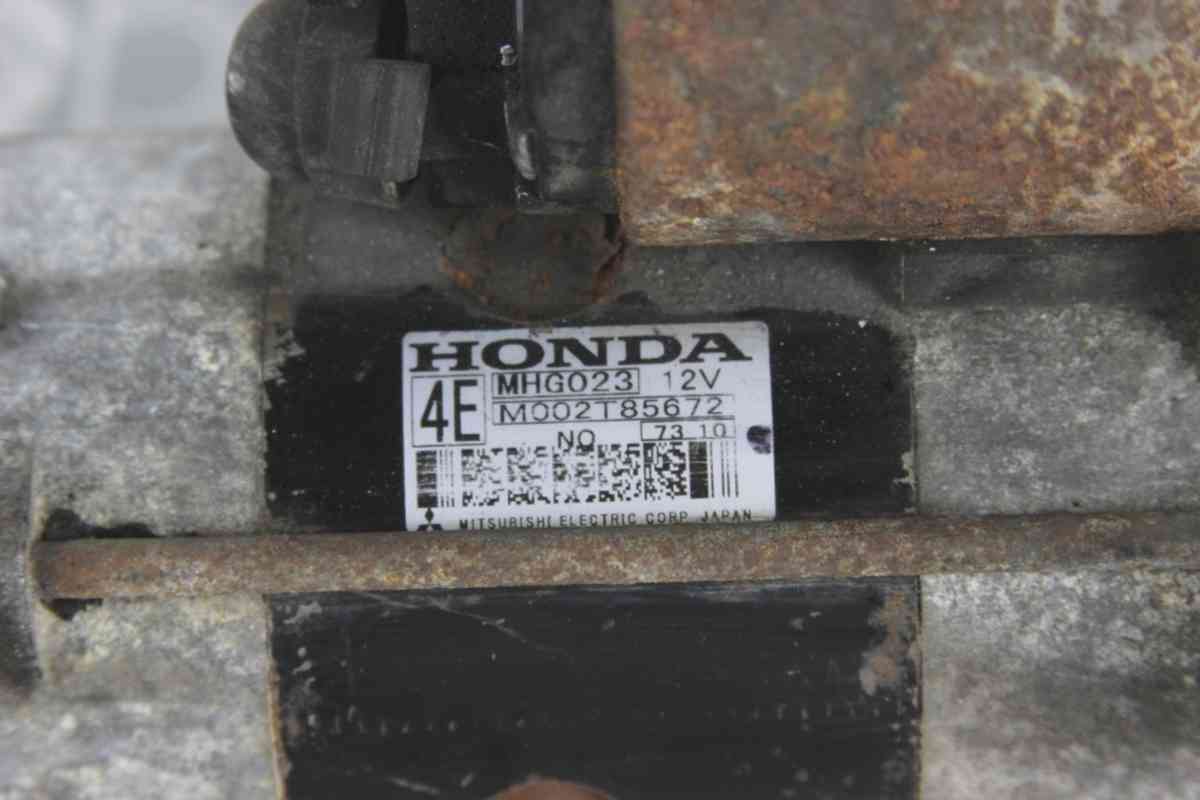 HONDA
4E MHG023 12V
M002T85672
NO 73 10
MITSUBISHI ELECTRIC CORP. JAPAN